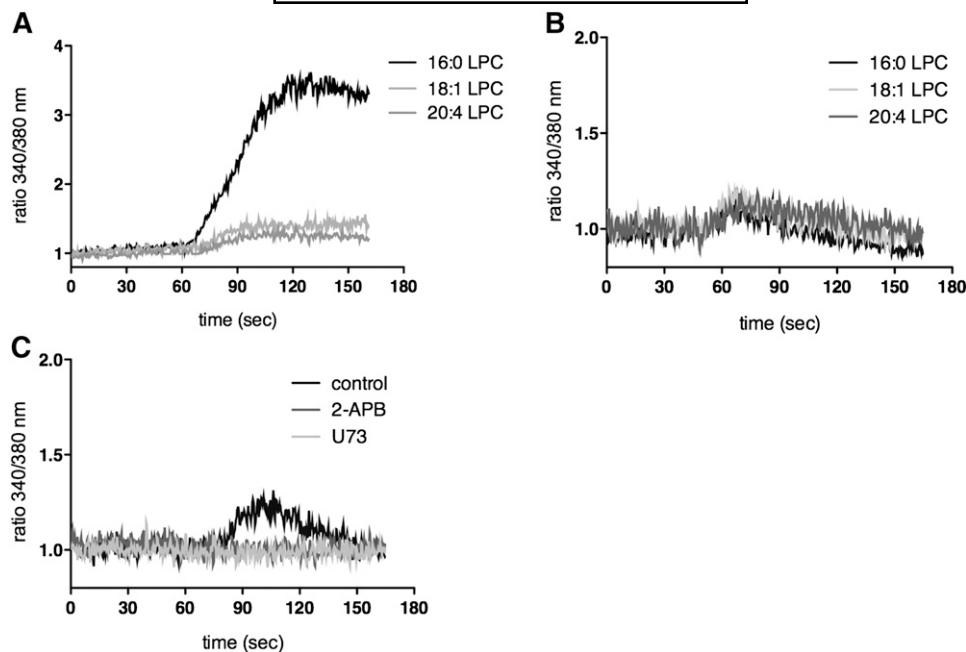 A
ratio 340/380 nm
4
3
2
1
16:0 LPC
18:1 LPC
20:4 LPC
0 30 60 90 120 150 180
time (sec)
B
ratio 340/380 nm
2.0
1.5
1.0
16:0 LPC
18:1 LPC
20:4 LPC
0 30 60 90 120 150 180
time (sec)
C
ratio 340/380 nm
2.0
1.5
1.0
control
2-APB
U73
0 30 60 90 120 150 180
time (sec)